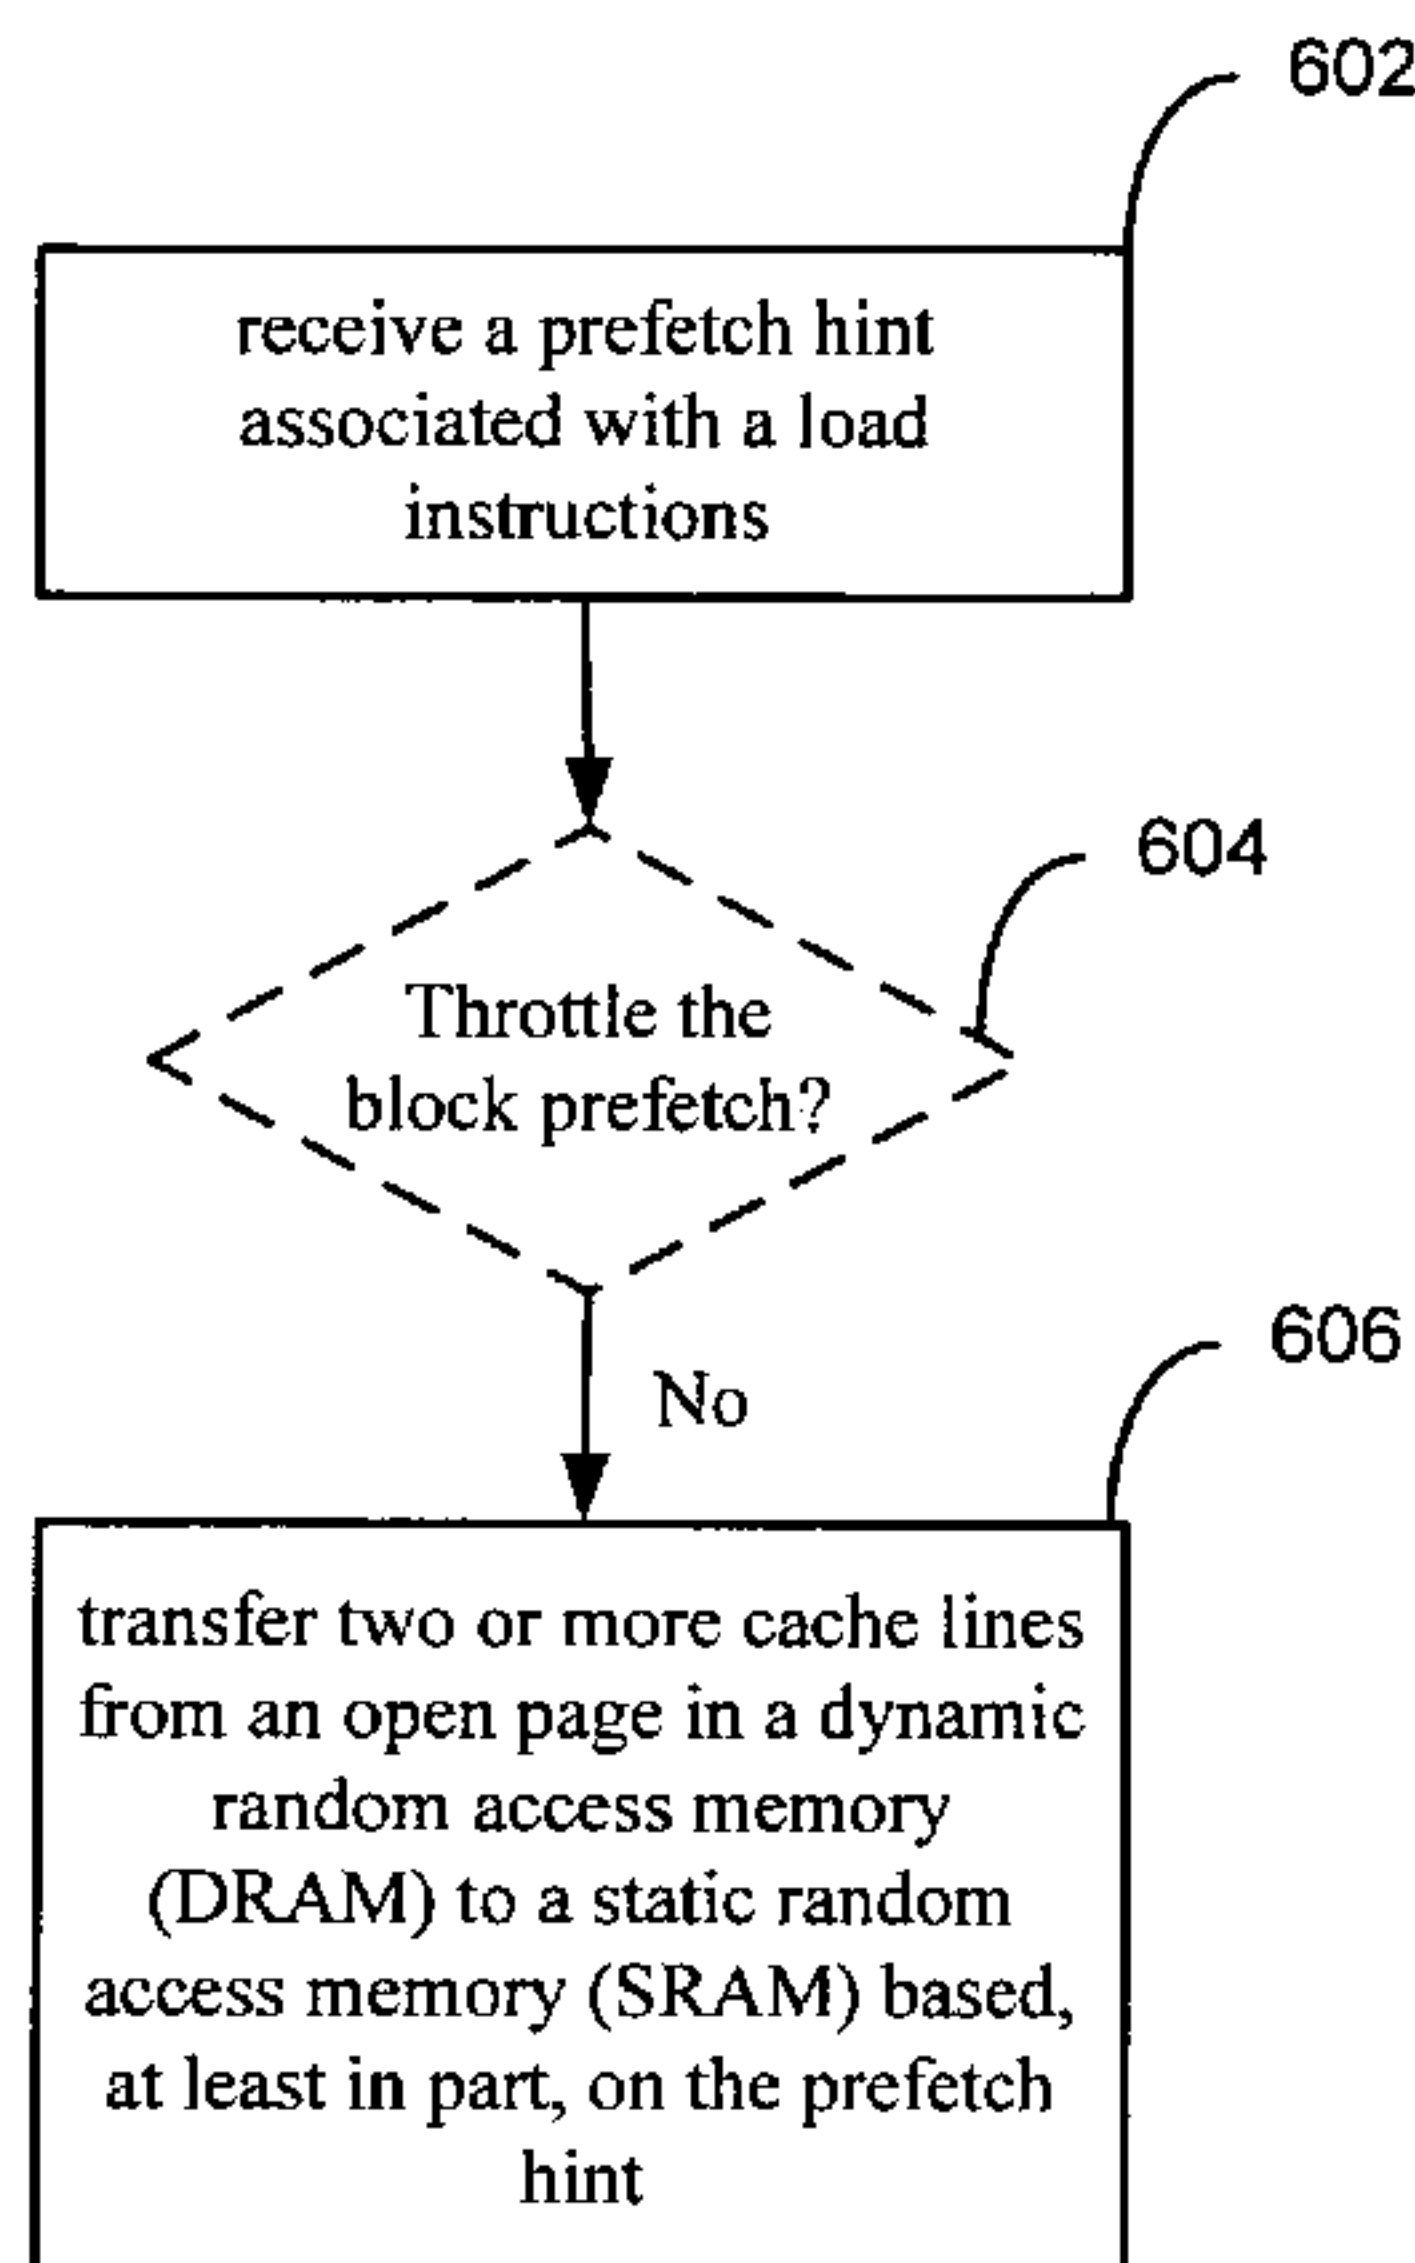 602
receive a prefetch hint
associated with a load
instructions
604
Throttle the
block prefetch?
No
606
transfer two or more cache lines
from an open page in a dynamic
random access memory
(DRAM) to a static random
access memory (SRAM) based,
at least in part, on the prefetch
hint